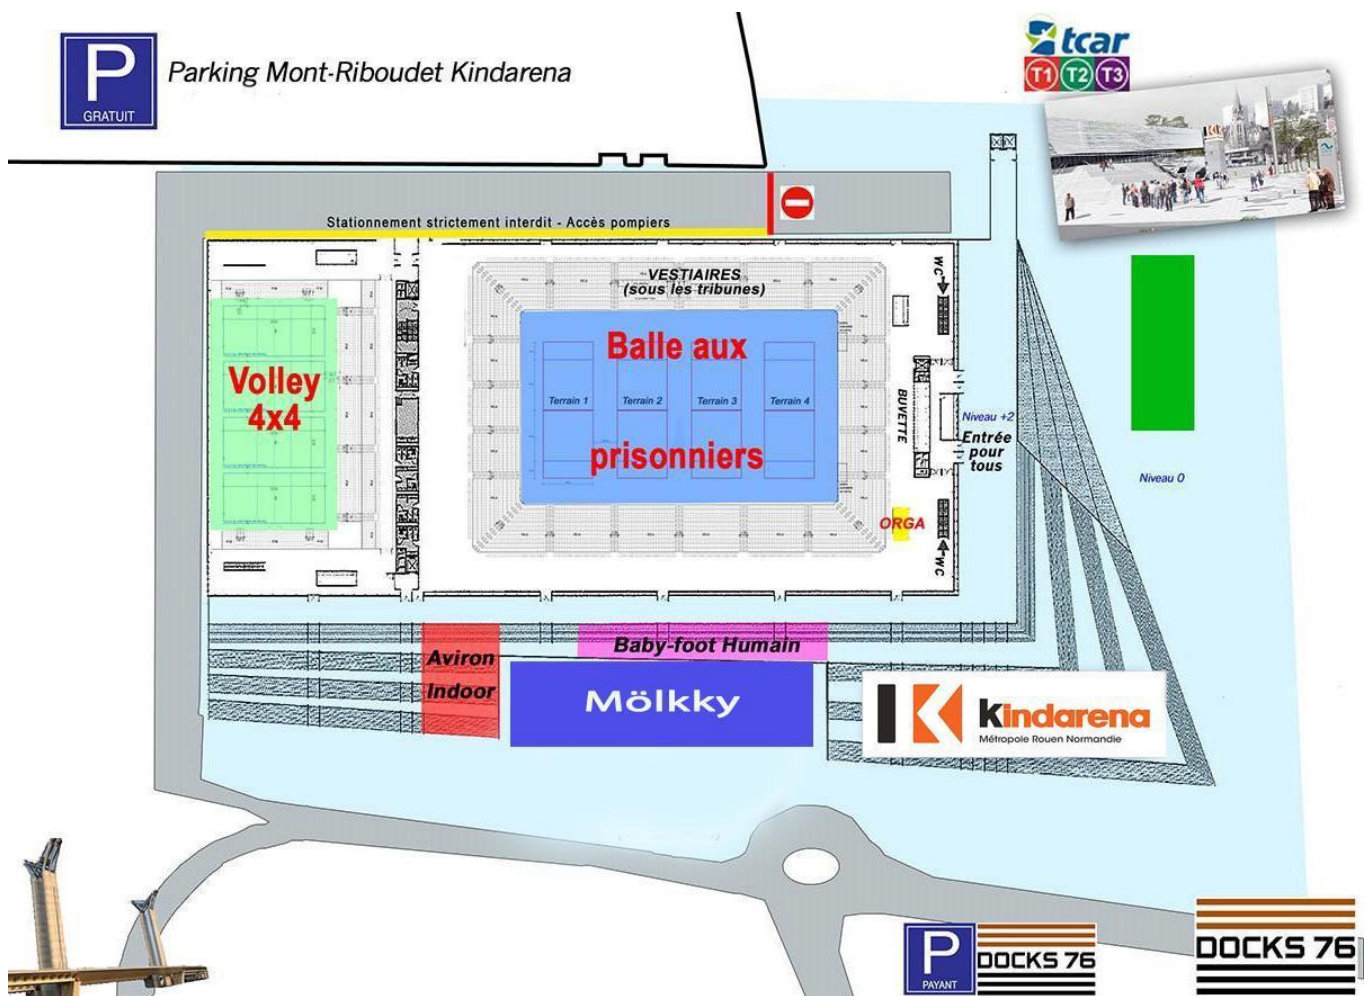 P
GRATUIT
Parking Mont-Riboudet Kindarena
tcar
T1 T2 T3
Stationnement strictement interdit - Accès pompiers
VESTIAIRES
(sous les tribunes)
WC
Balle aux
prisonniers
Terrain 1
Terrain 2
Terrain 3
Terrain 4
Volley
4x4
BUVETTE
Niveau +2
Entrée
pour
tous
Niveau 0
ORGA
WC
Aviron
Indoor
Baby-foot Humain
Mölkky
kindarena
Métropole Rouen Normandie
P
PAYANT
DOCKS 76
DOCKS 76